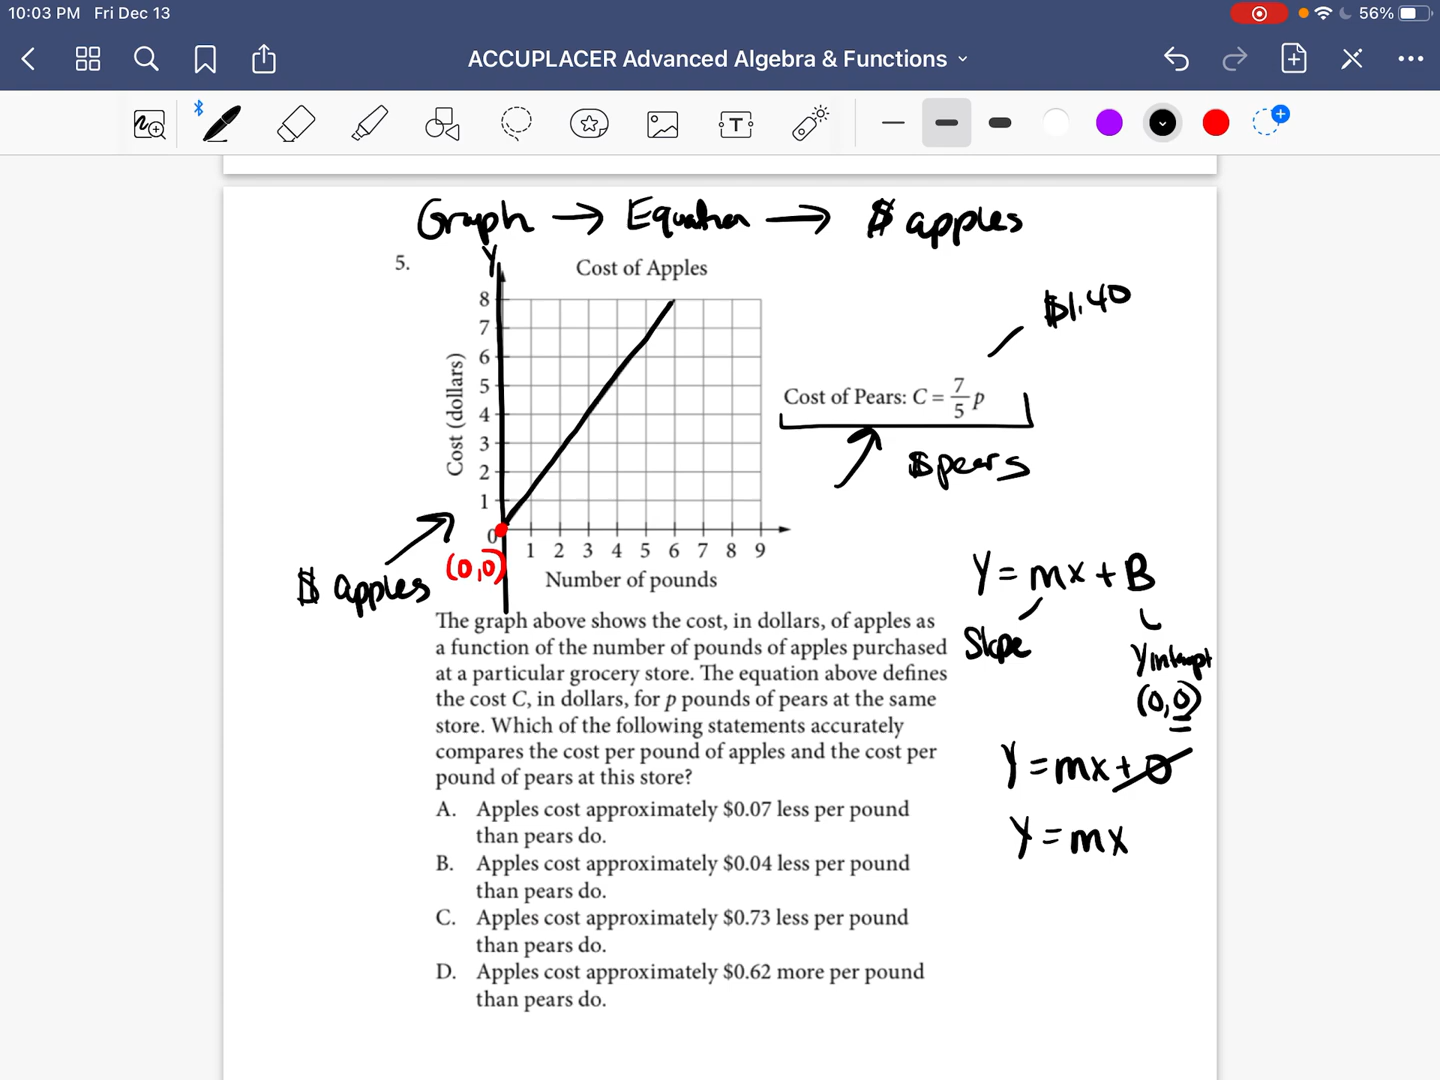 10:03 PM Fri Dec 13
56%
ACCUPLACER Advanced Algebra & Functions
T
Graph → Equation → $ apples
5.
Y
Cost of Apples
8
7
6
5
4
3
2
1
0
Cost (dollars)
1 2 3 4 5 6 7 8 9
Number of pounds
(0,0)
$ apples
$1.40
Cost of Pears: C = 7/5 p
$pears
Y = mx + B
Slope
Y intercept
(0,0)
Y = mx + 0
Y = mx
The graph above shows the cost, in dollars, of apples as
a function of the number of pounds of apples purchased
at a particular grocery store. The equation above defines
the cost C, in dollars, for p pounds of pears at the same
store. Which of the following statements accurately
compares the cost per pound of apples and the cost per
pound of pears at this store?
A. Apples cost approximately $0.07 less per pound
than pears do.
B. Apples cost approximately $0.04 less per pound
than pears do.
C. Apples cost approximately $0.73 less per pound
than pears do.
D. Apples cost approximately $0.62 more per pound
than pears do.